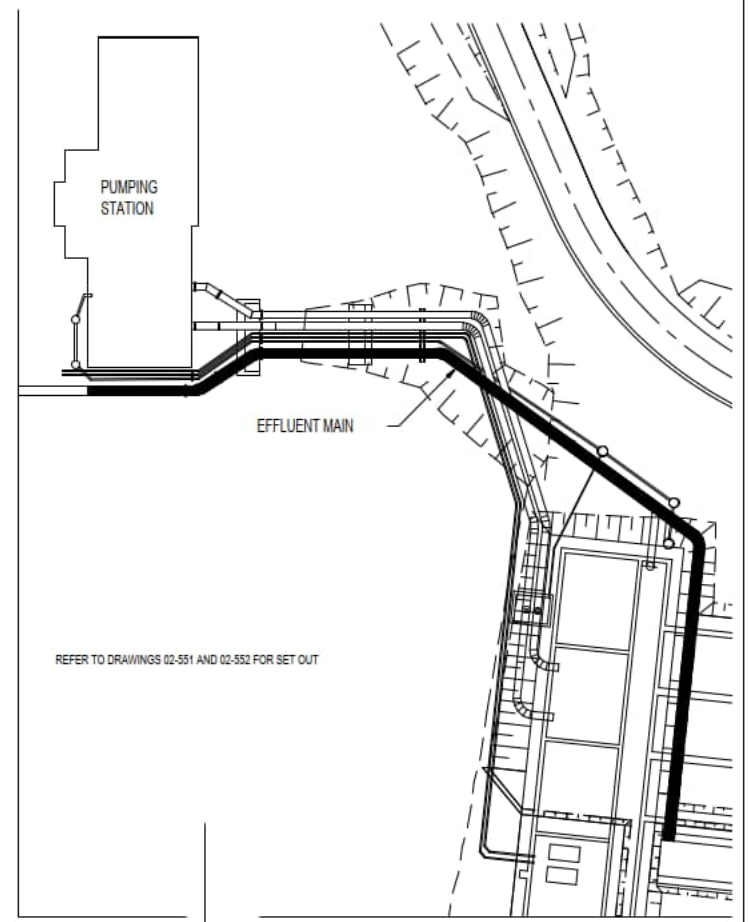 PUMPING
STATION
EFFLUENT MAIN
REFER TO DRAWINGS 02-551 AND 02-552 FOR SET OUT